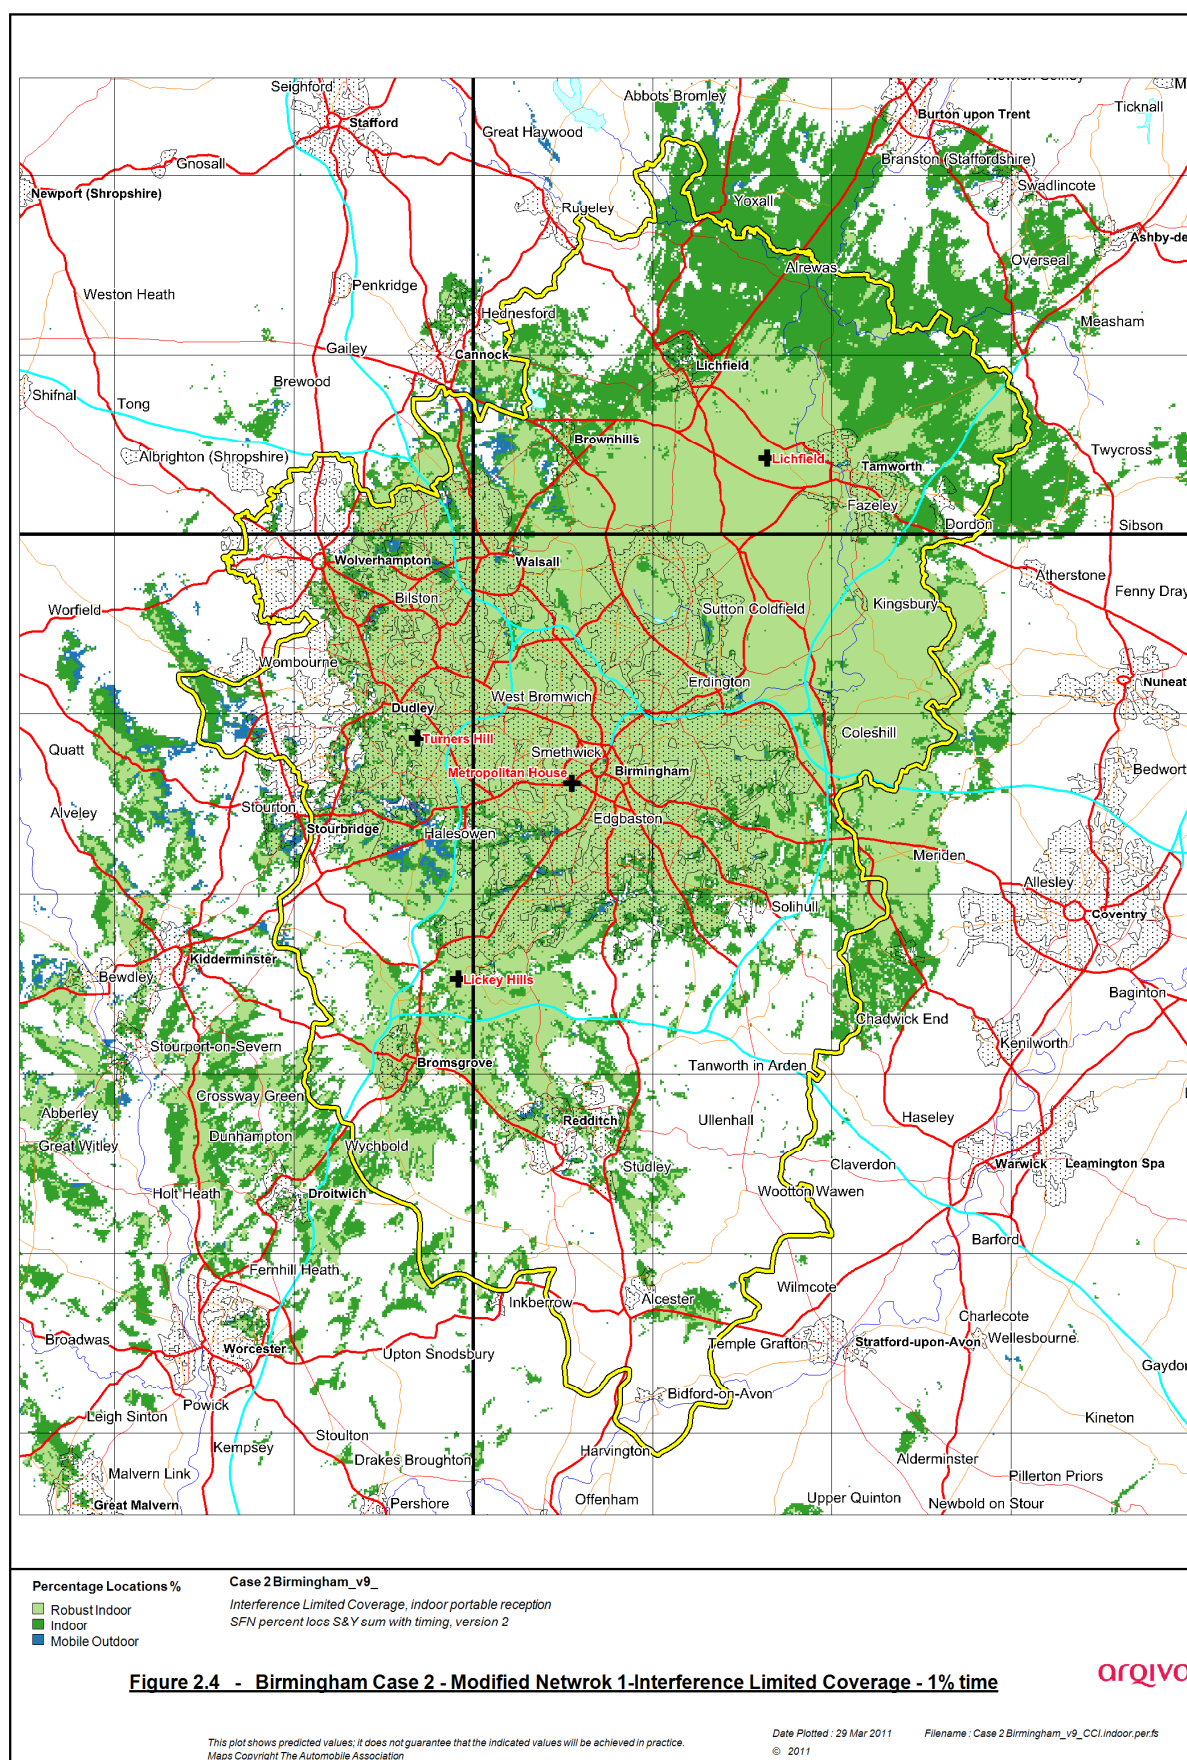 Seighford
Stafford
Gnosall
Newport (Shropshire)
Great Haywood
Abbots Bromley
Burton upon Trent
Ticknall
Branston (Staffordshire)
Swadlincote
Yoxall
Rugeley
Ashby-de
Overseal
Alrewas
Penkridge
Weston Heath
Hednesford
Measham
Gailey
Cannock
Lichfield
Brewood
Shifnal
Tong
Brownhills
Twycross
Albrighton (Shropshire)
Lichfield
Tamworth
Fazeley
Dordon
Sibson
Wolverhampton
Walsall
Atherstone
Fenny Dray
Bilston
Worfield
Sutton Coldfield
Kingsbury
Wombourne
Erdington
Nuneat
West Bromwich
Dudley
Turners Hill
Coleshill
Quatt
Smethwick
Metropolitan House
Birmingham
Bedwort
Stourton
Alveley
Edgbaston
Stourbridge
Halesowen
Meriden
Allesley
Solihull
Coventry
Kidderminster
Bewdley
Lickey Hills
Baginton
Chadwick End
Stourport-on-Severn
Kenilworth
Bromsgrove
Tanworth in Arden
Crossway Green
Abberley
Redditch
Ullenhall
Haseley
Dunhampton
Great Witley
Wychbold
Studley
Claverdon
Warwick
Leamington Spa
Holt Heath
Droitwich
Wootton Wawen
Barford
Fernhill Heath
Wilmcote
Inkberrow
Alcester
Charlecote
Broadwas
Worcester
Upton Snodsbury
Temple Grafton
Stratford-upon-Avon
Wellesbourne
Gaydon
Bidford-on-Avon
Powick
Leigh Sinton
Kineton
Stoulton
Kempsey
Harvington
Drakes Broughton
Alderminster
Malvern Link
Pillerton Priors
Great Malvern
Pershore
Offenham
Upper Quinton
Newbold on Stour
Percentage Locations %
Robust Indoor
Indoor
Mobile Outdoor
Case 2 Birmingham_v9_
Interference Limited Coverage, indoor portable reception
SFN percent locs S&Y sum with timing, version 2
Figure 2.4 - Birmingham Case 2 - Modified Netwrok 1-Interference Limited Coverage - 1% time
arqiva
This plot shows predicted values; it does not guarantee that the indicated values will be achieved in practice.
Maps Copyright The Automobile Association
Date Plotted : 29 Mar 2011
Filename : Case 2 Birmingham_v9_CCI.indoor.per.fs
© 2011